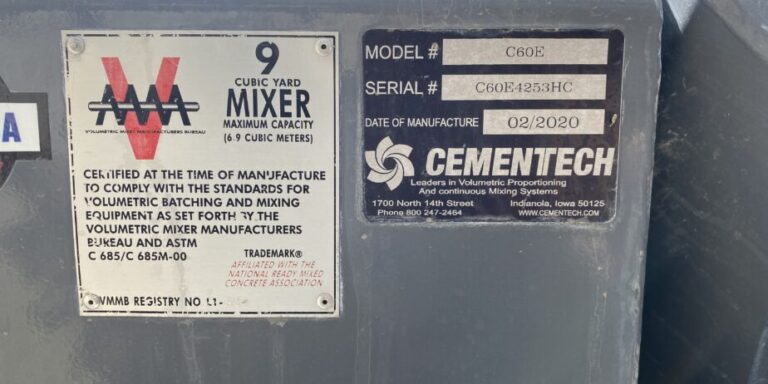 A
VMMB
VOLUMETRIC MIXER MANUFACTURERS BUREAU
9
CUBIC YARD
MIXER
MAXIMUM CAPACITY
(6.9 CUBIC METERS)
CERTIFIED AT THE TIME OF MANUFACTURE
TO COMPLY WITH THE STANDARDS FOR
VOLUMETRIC BATCHING AND MIXING
EQUIPMENT AS SET FORTH BY THE
VOLUMETRIC MIXER MANUFACTURERS
BUREAU AND ASTM
C 685/C 685M-00
TRADEMARK®
AFFILIATED WITH THE
NATIONAL READY MIXED
CONCRETE ASSOCIATION
VMMB REGISTRY NO L1-
MODEL # C60E
SERIAL # C60E4253HC
DATE OF MANUFACTURE 02/2020
CEMENTECH
Leaders in Volumetric Proportioning
And continuous Mixing Systems
1700 North 14th Street Indianola, Iowa 50125
Phone 800 247-2464 WWW.CEMENTECH.COM